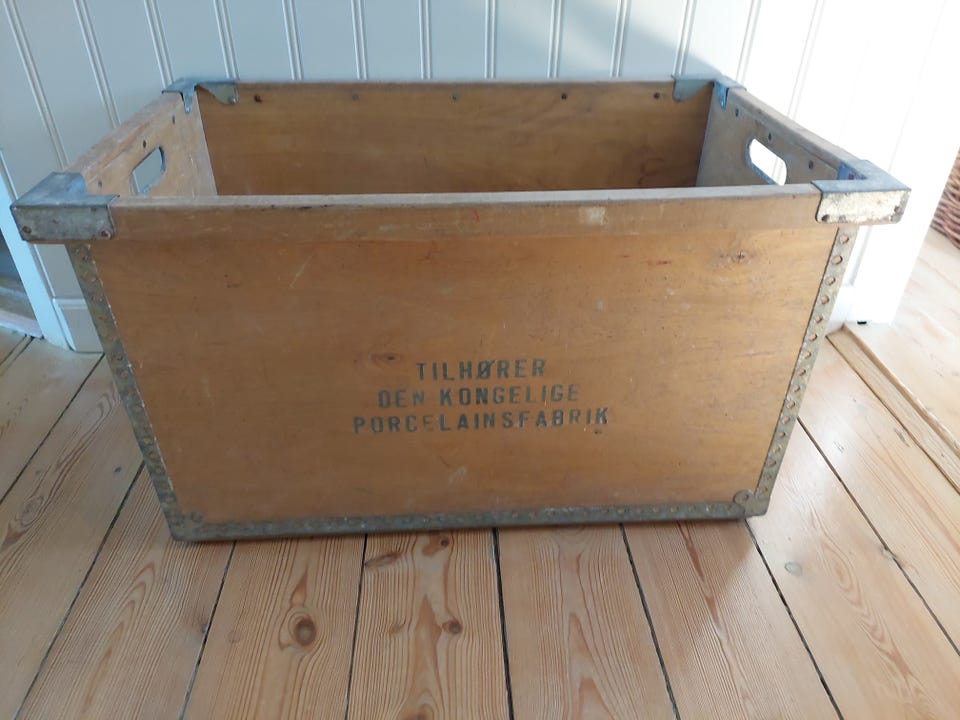 TILHØRER
DEN KONGELIGE
PORCELAINSFABRIK